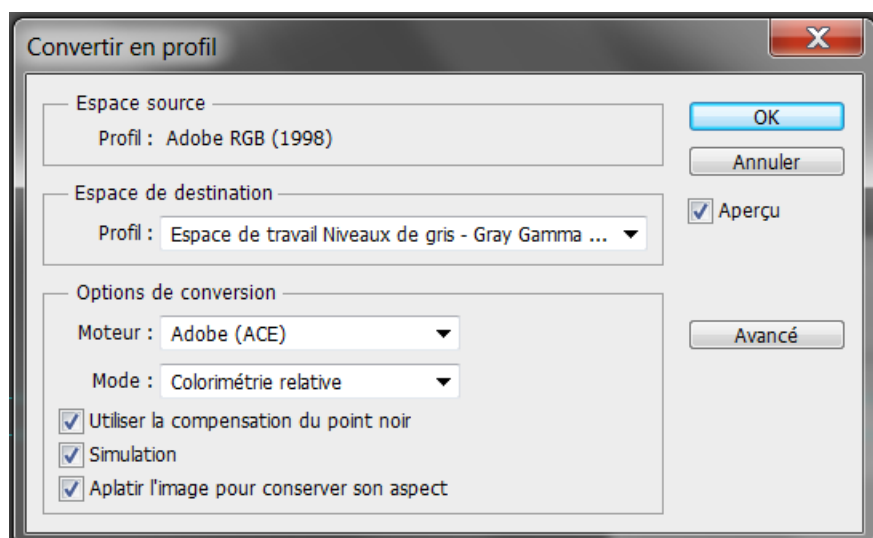 Convertir en profil
Espace source
Profil : Adobe RGB (1998)
OK
Annuler
Espace de destination
Aperçu
Profil : Espace de travail Niveaux de gris - Gray Gamma ...
Options de conversion
Moteur : Adobe (ACE)
Avancé
Mode : Colorimétrie relative
Utiliser la compensation du point noir
Simulation
Aplatir l'image pour conserver son aspect